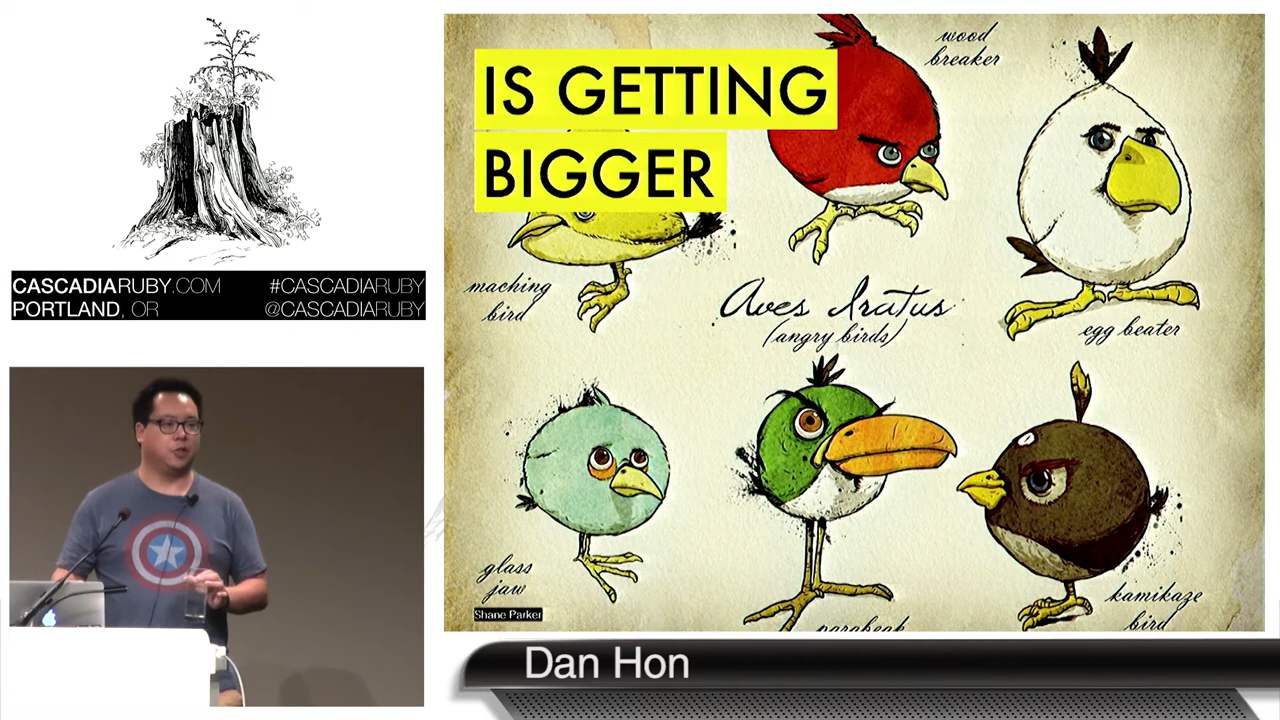 CASCADIARUBY.COM #CASCADIARUBY
PORTLAND, OR @CASCADIARUBY
IS GETTING
BIGGER
wood
breaker
maching
bird
Aves Iratus
(angry birds)
egg beater
glass
jaw
parabeak
kamikaze
bird
Shane Parker
Dan Hon